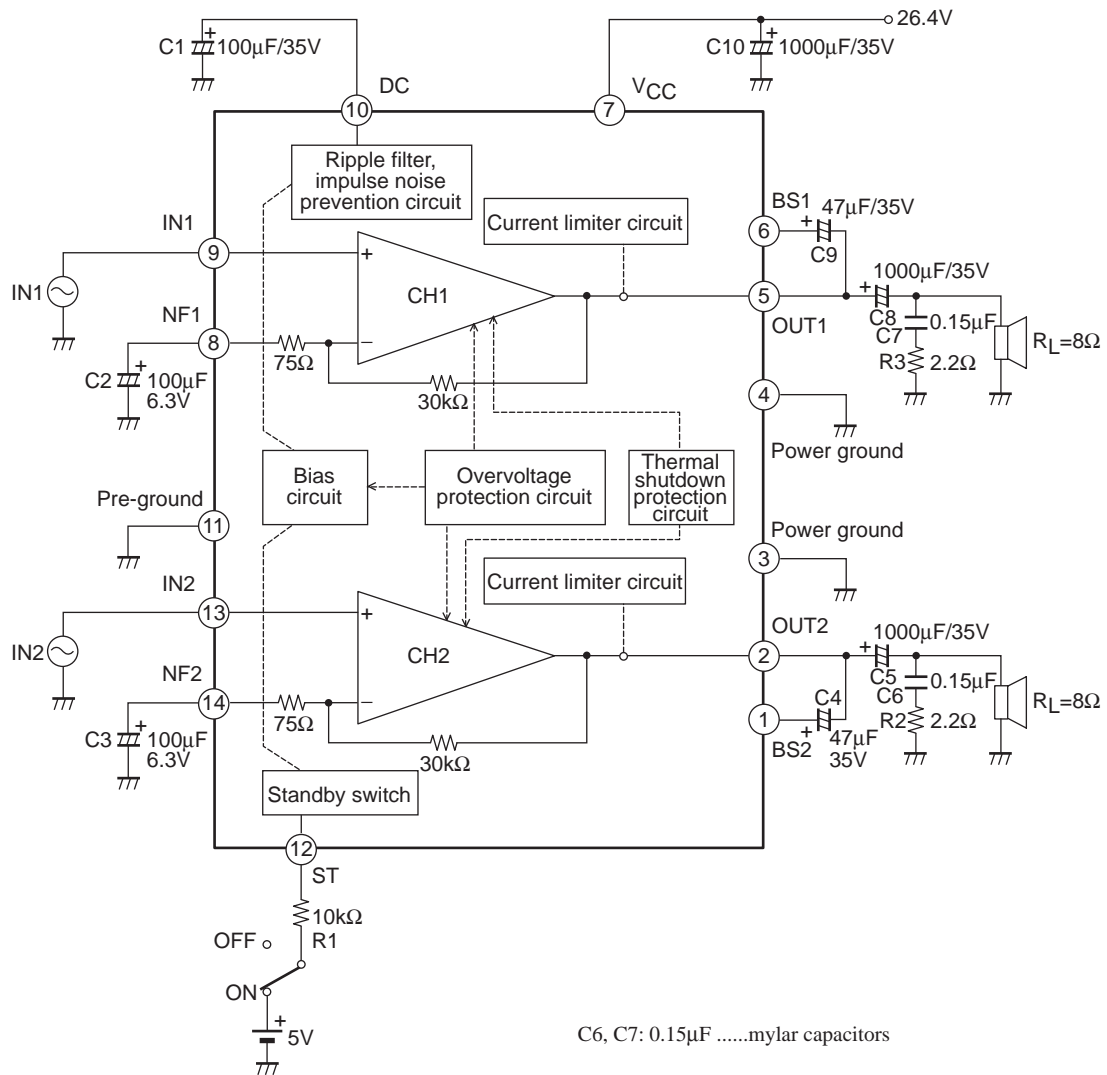 26.4V
C1
+
100μF/35V
C10
+
1000μF/35V
DC
VCC
10
7
Ripple filter,
impulse noise
prevention circuit
Current limiter circuit
BS1
47μF/35V
6
+
C9
IN1
9
+
CH1
1000μF/35V
+
5
OUT1
C8
C7
0.15μF
R3
2.2Ω
RL=8Ω
IN1
NF1
8
75Ω
−
30kΩ
C2
+
100μF
6.3V
4
Power ground
Bias
circuit
Overvoltage
protection circuit
Thermal
shutdown
protection
circuit
Pre-ground
11
Power ground
3
IN2
13
+
CH2
Current limiter circuit
OUT2
1000μF/35V
2
+
C5
C6
0.15μF
R2
2.2Ω
RL=8Ω
IN2
NF2
14
75Ω
−
30kΩ
C4
1
BS2
+
47μF
35V
C3
+
100μF
6.3V
Standby switch
12
ST
10kΩ
R1
OFF
ON
+
5V
C6, C7: 0.15μF ......mylar capacitors